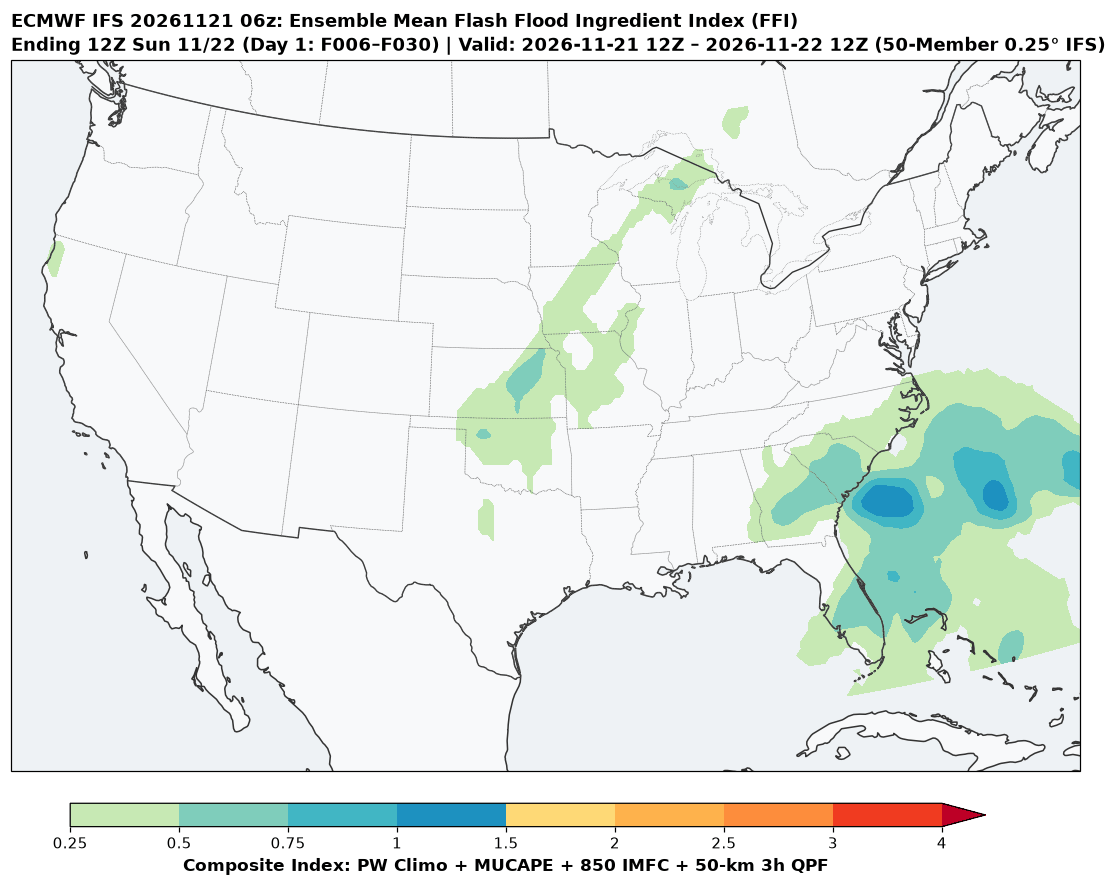 ECMWF IFS 20261121 06z: Ensemble Mean Flash Flood Ingredient Index (FFI)
Ending 12Z Sun 11/22 (Day 1: F006–F030) | Valid: 2026-11-21 12Z – 2026-11-22 12Z (50-Member 0.25° IFS)
0.25 0.5 0.75 1 1.5 2 2.5 3 4
Composite Index: PW Climo + MUCAPE + 850 IMFC + 50-km 3h QPF